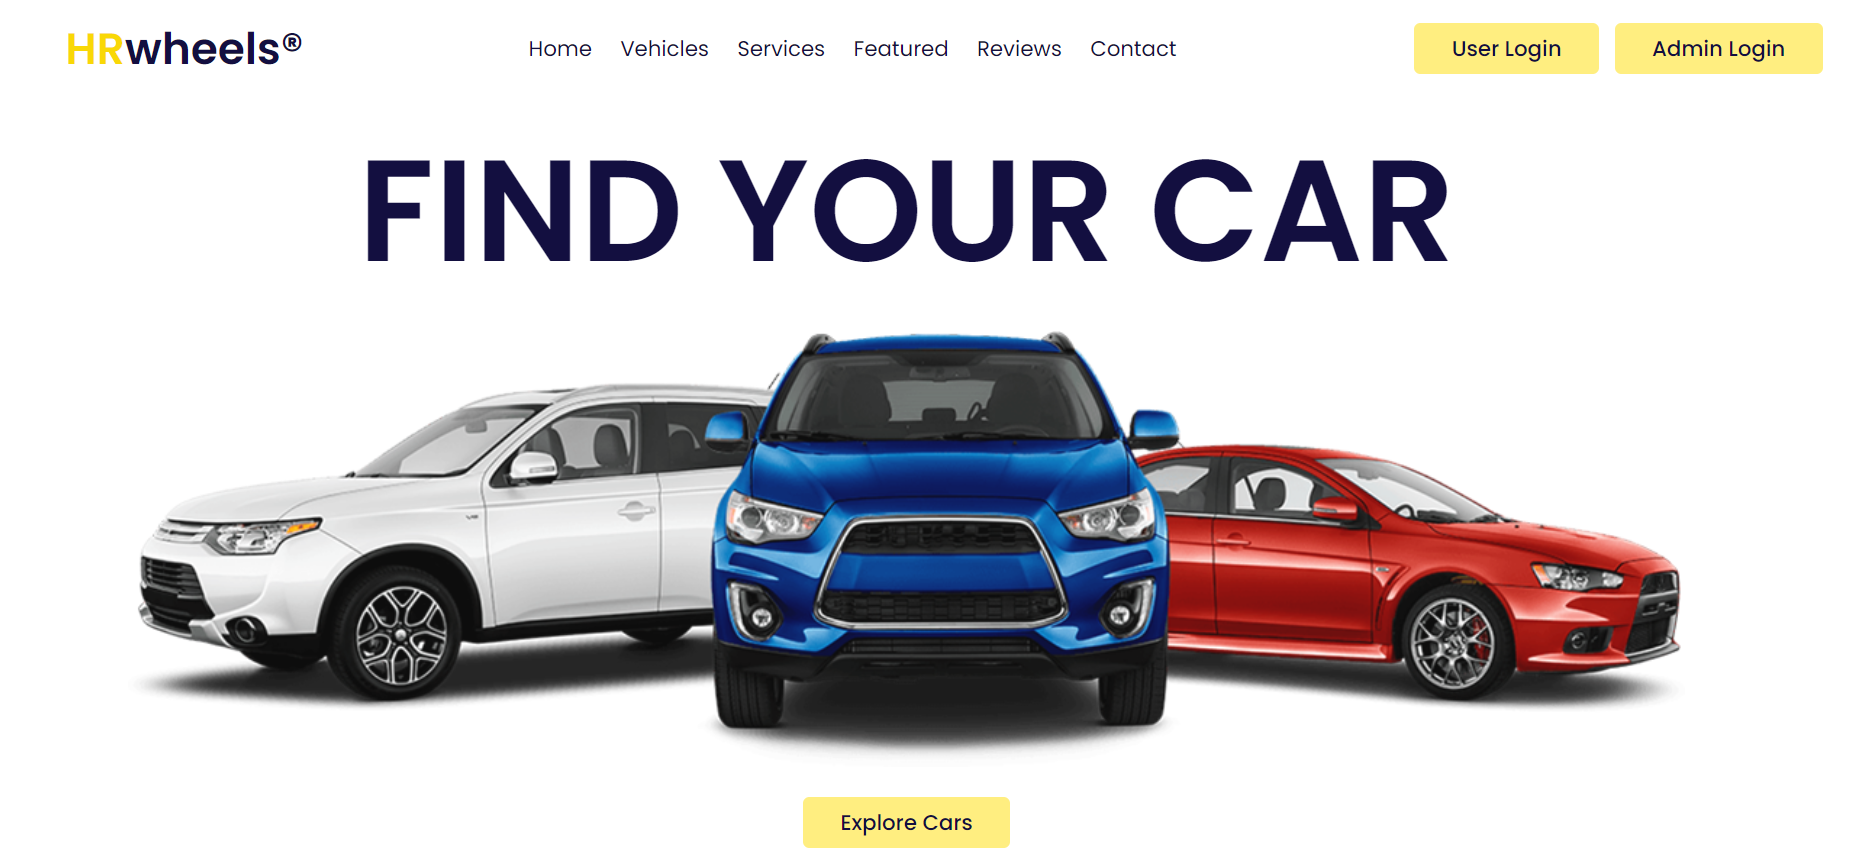 HRwheels® Home Vehicles Services Featured Reviews Contact User Login Admin Login
FIND YOUR CAR
Explore Cars